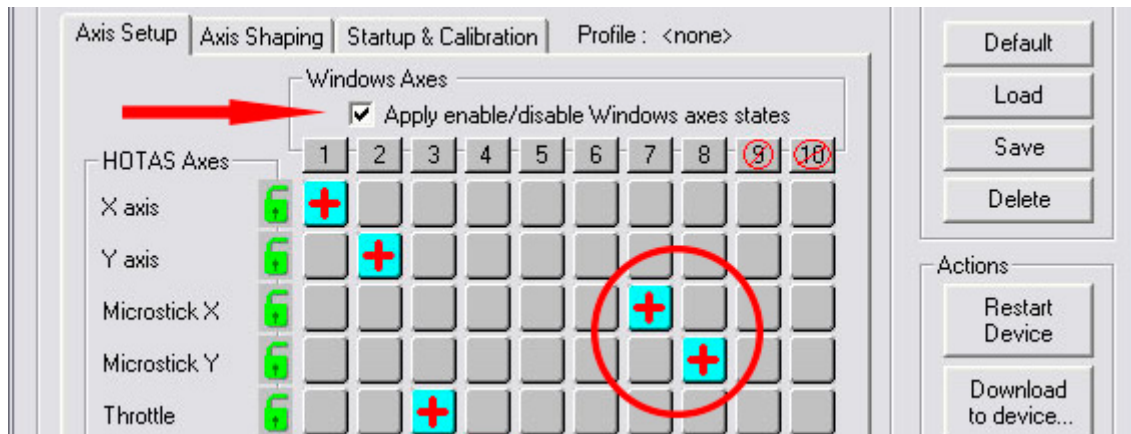 Axis Setup Axis Shaping Startup & Calibration Profile : <none>
Windows Axes
Apply enable/disable Windows axes states
1 2 3 4 5 6 7 8 9 10
HOTAS Axes
X axis
Y axis
Microstick X
Microstick Y
Throttle
Default
Load
Save
Delete
Actions
Restart
Device
Download
to device...